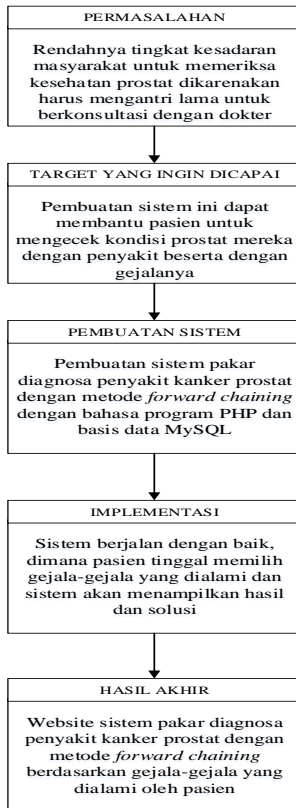 PERMASALAHAN
Rendahnya tingkat kesadaran
masyarakat untuk memeriksa
kesehatan prostat dikarenakan
harus mengantri lama untuk
berkonsultasi dengan dokter
TARGET YANG INGIN DICAPAI
Pembuatan sistem ini dapat
membantu pasien untuk
mengecek kondisi prostat mereka
dengan penyakit beserta dengan
gejalanya
PEMBUATAN SISTEM
Pembuatan sistem pakar
diagnosa penyakit kanker prostat
dengan metode forward chaining
dengan bahasa program PHP dan
basis data MySQL
IMPLEMENTASI
Sistem berjalan dengan baik,
dimana pasien tinggal memilih
gejala-gejala yang dialami dan
sistem akan menampilkan hasil
dan solusi
HASIL AKHIR
Website sistem pakar diagnosa
penyakit kanker prostat dengan
metode forward chaining
berdasarkan gejala-gejala yang
dialami oleh pasien